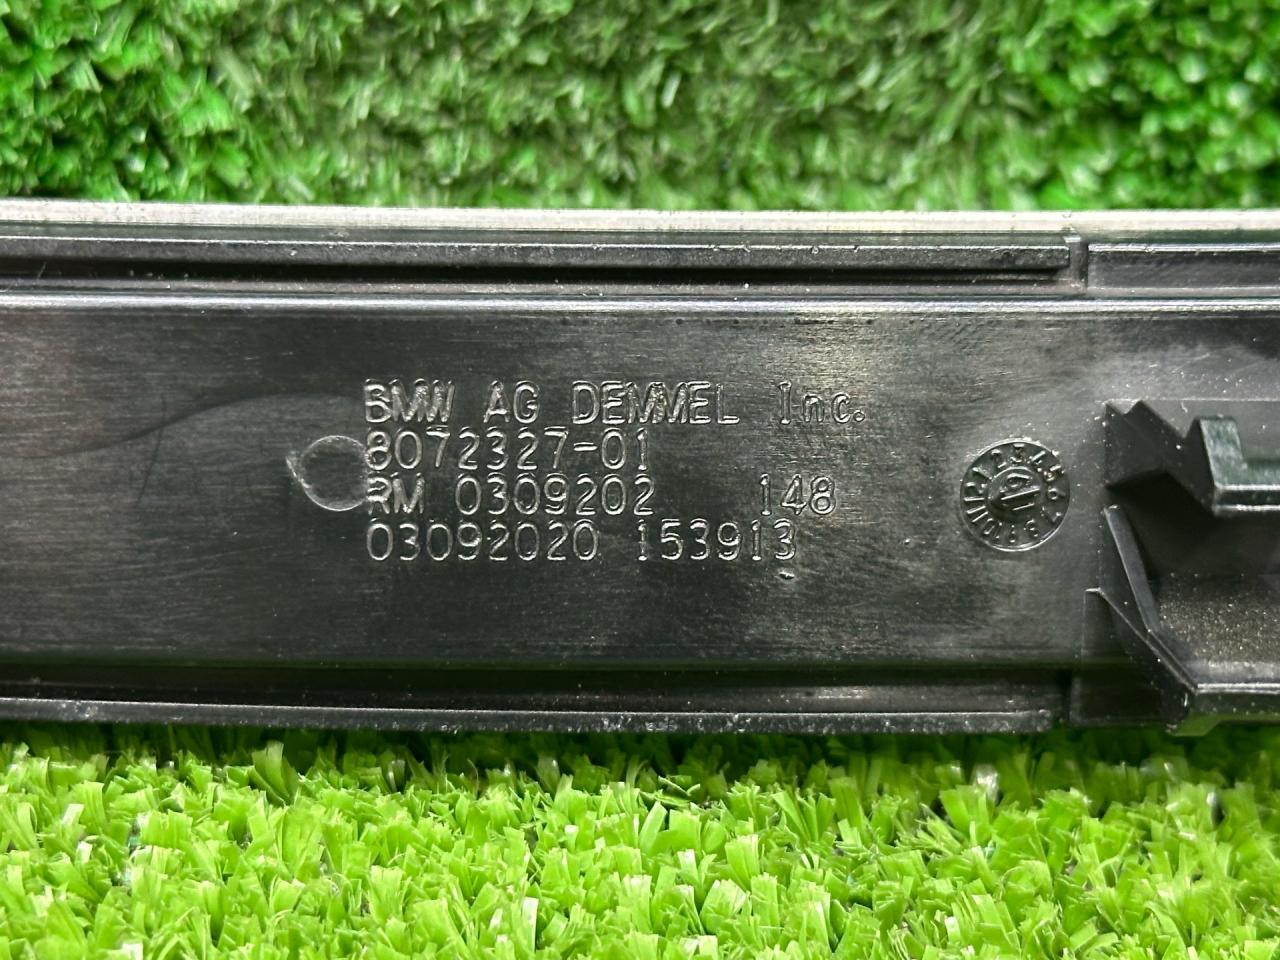 BMW AG DEMMEL Inc.
8072327-01
RM 0309202 148
03092020 153913